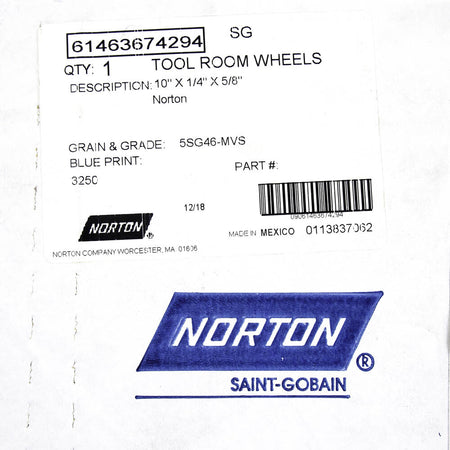 61463674294 SG
QTY: 1 TOOL ROOM WHEELS
DESCRIPTION: 10" X 1/4" X 5/8"
Norton
GRAIN & GRADE: 5SG46-MVS
BLUE PRINT: PART #:
3250
12/18
09061463674294
NORTON ®
MADE IN MEXICO 0113837062
NORTON COMPANY WORCESTER, MA. 01606
NORTON ®
SAINT-GOBAIN